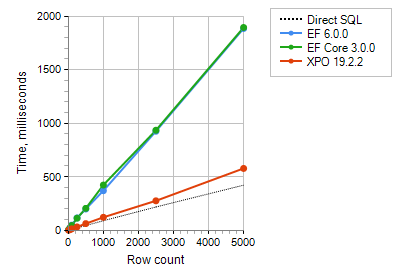 2000
1500
1000
500
0
0
1000
2000
3000
4000
5000
Time, milliseconds
Row count
Direct SQL
EF 6.0.0
EF Core 3.0.0
XPO 19.2.2